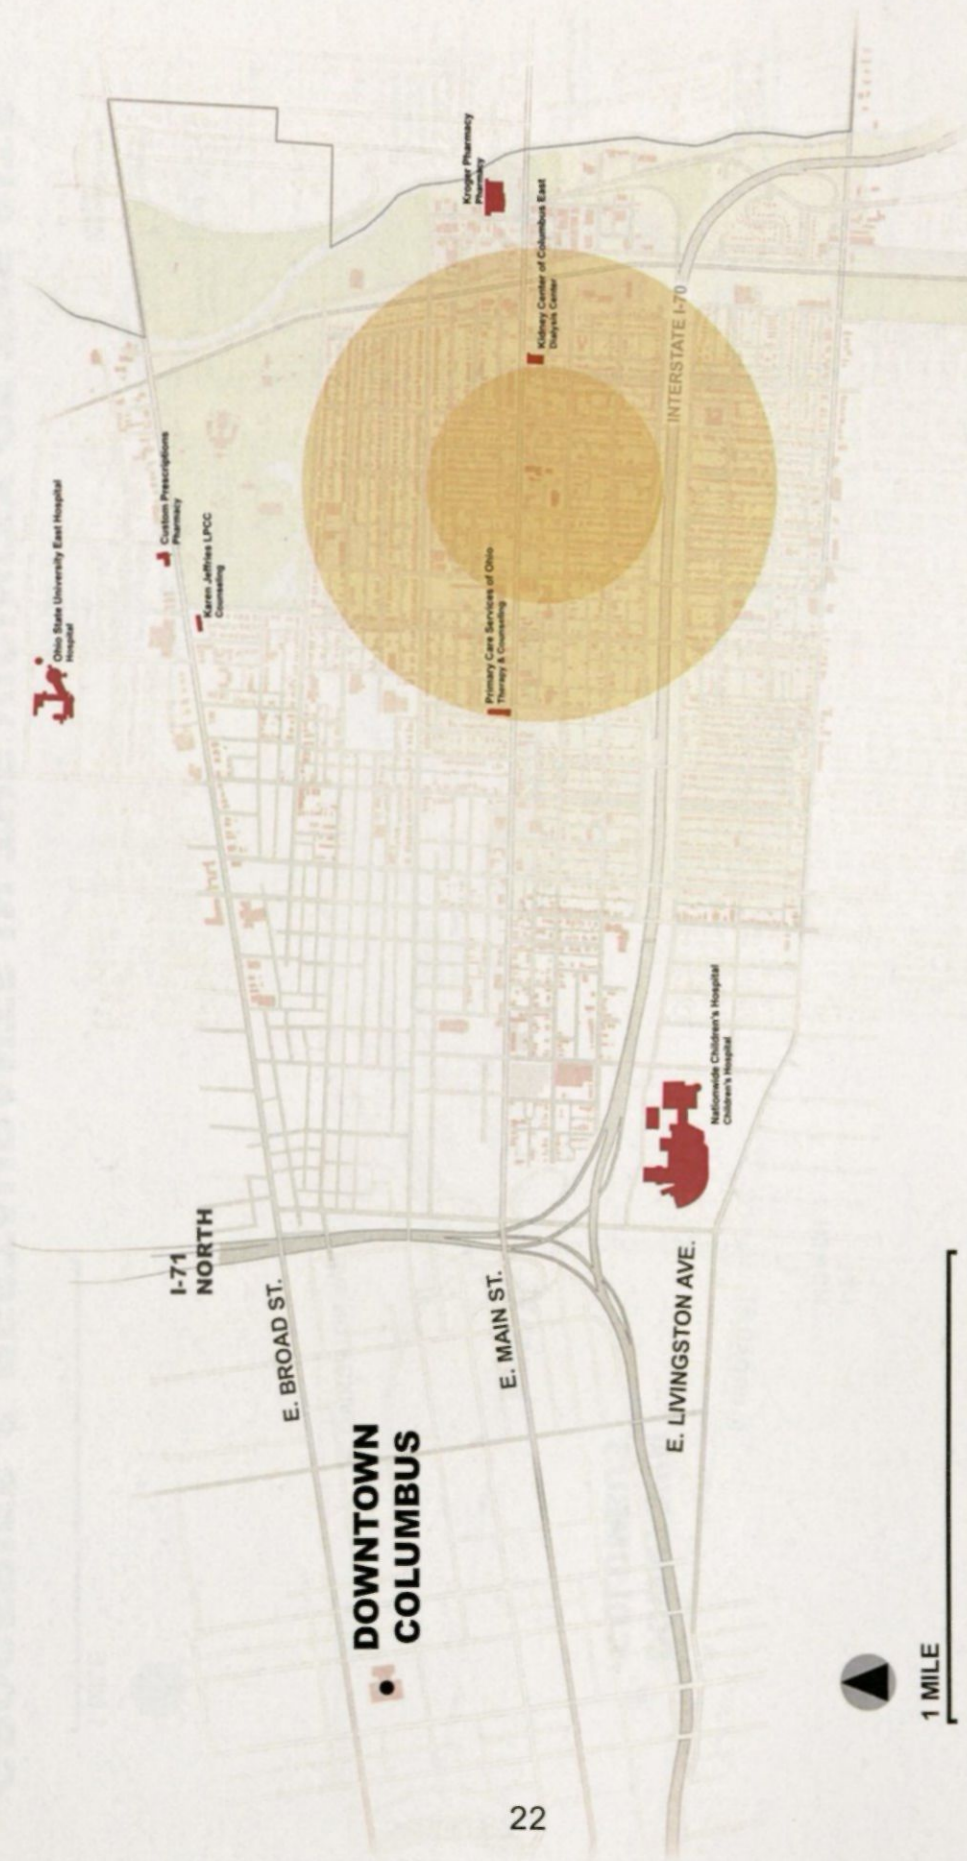 Ohio State University East Hospital
Hospital
Custom Prescriptions
Pharmacy
Karen Jeffries LPCC
Counseling
Kroger Pharmacy
Pharmacy
Kidney Center of Columbus East
Dialysis Center
Primary Care Services of Ohio
Therapy & Counseling
INTERSTATE I-70
Nationwide Children's Hospital
Children's Hospital
I-71
NORTH
E. BROAD ST.
E. MAIN ST.
E. LIVINGSTON AVE.
DOWNTOWN
COLUMBUS
1 MILE
22